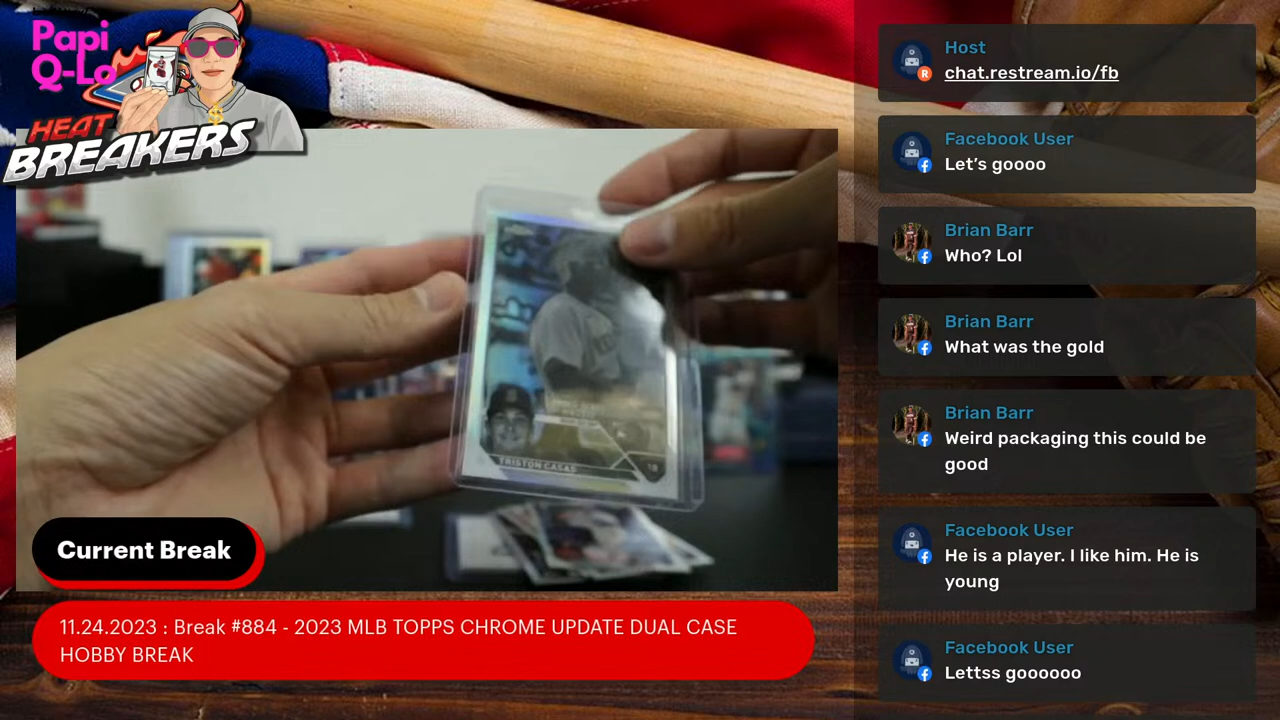 Papi
Q-Lo
HEAT
BREAKERS
TRISTON CASAS
Current Break
11.24.2023 : Break #884 - 2023 MLB TOPPS CHROME UPDATE DUAL CASE
HOBBY BREAK
Host
chat.restream.io/fb
Facebook User
Let’s goooo
Brian Barr
Who? Lol
Brian Barr
What was the gold
Brian Barr
Weird packaging this could be
good
Facebook User
He is a player. I like him. He is
young
Facebook User
Lettss goooooo